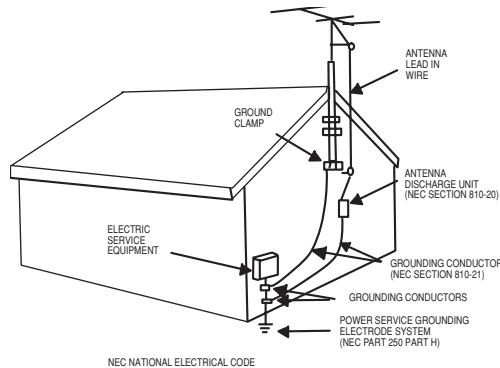 ANTENNA
LEAD IN
WIRE
GROUND
CLAMP
ANTENNA
DISCHARGE UNIT
(NEC SECTION 810-20)
ELECTRIC
SERVICE
EQUIPMENT
GROUNDING CONDUCTOR
(NEC SECTION 810-21)
GROUNDING CONDUCTORS
POWER SERVICE GROUNDING
ELECTRODE SYSTEM
(NEC PART 250 PART H)
NEC NATIONAL ELECTRICAL CODE